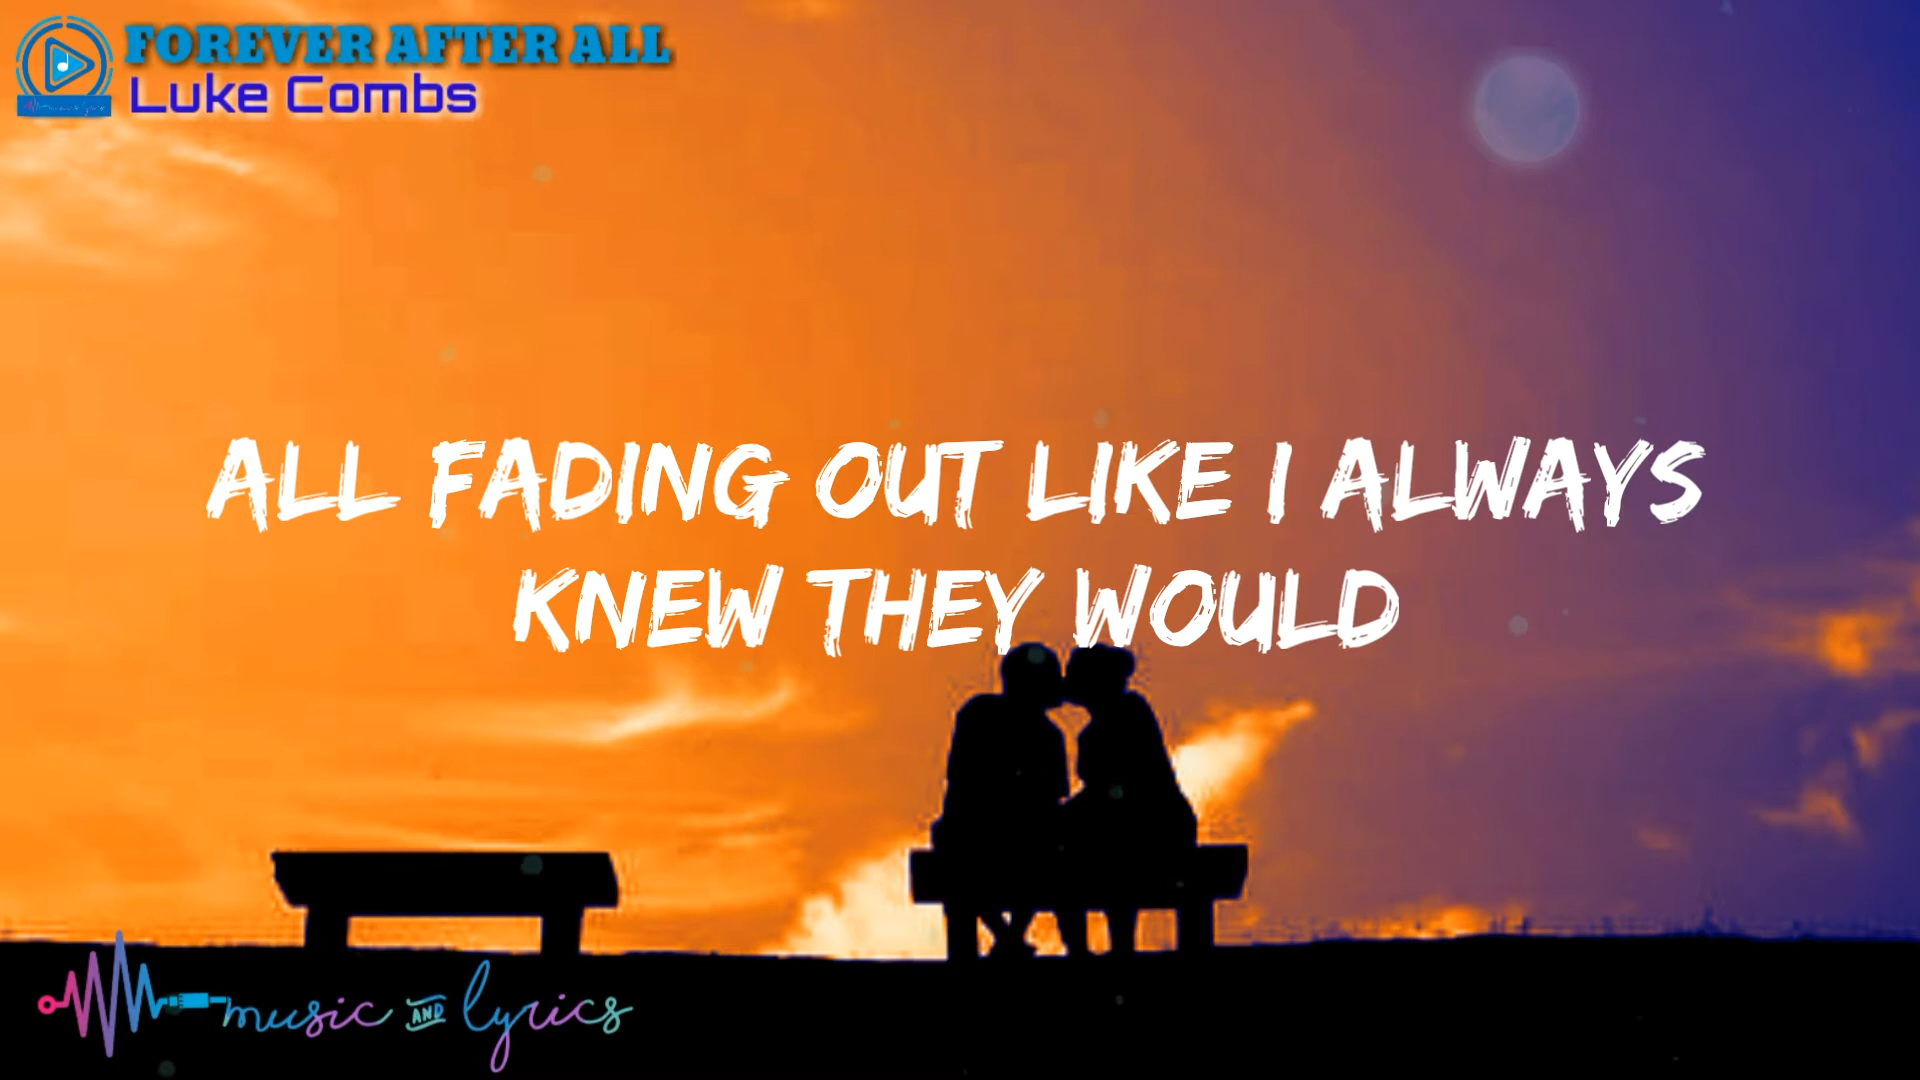 FOREVER AFTER ALL
Luke Combs
ALL FADING OUT LIKE I ALWAYS
KNEW THEY WOULD
music AND lyrics